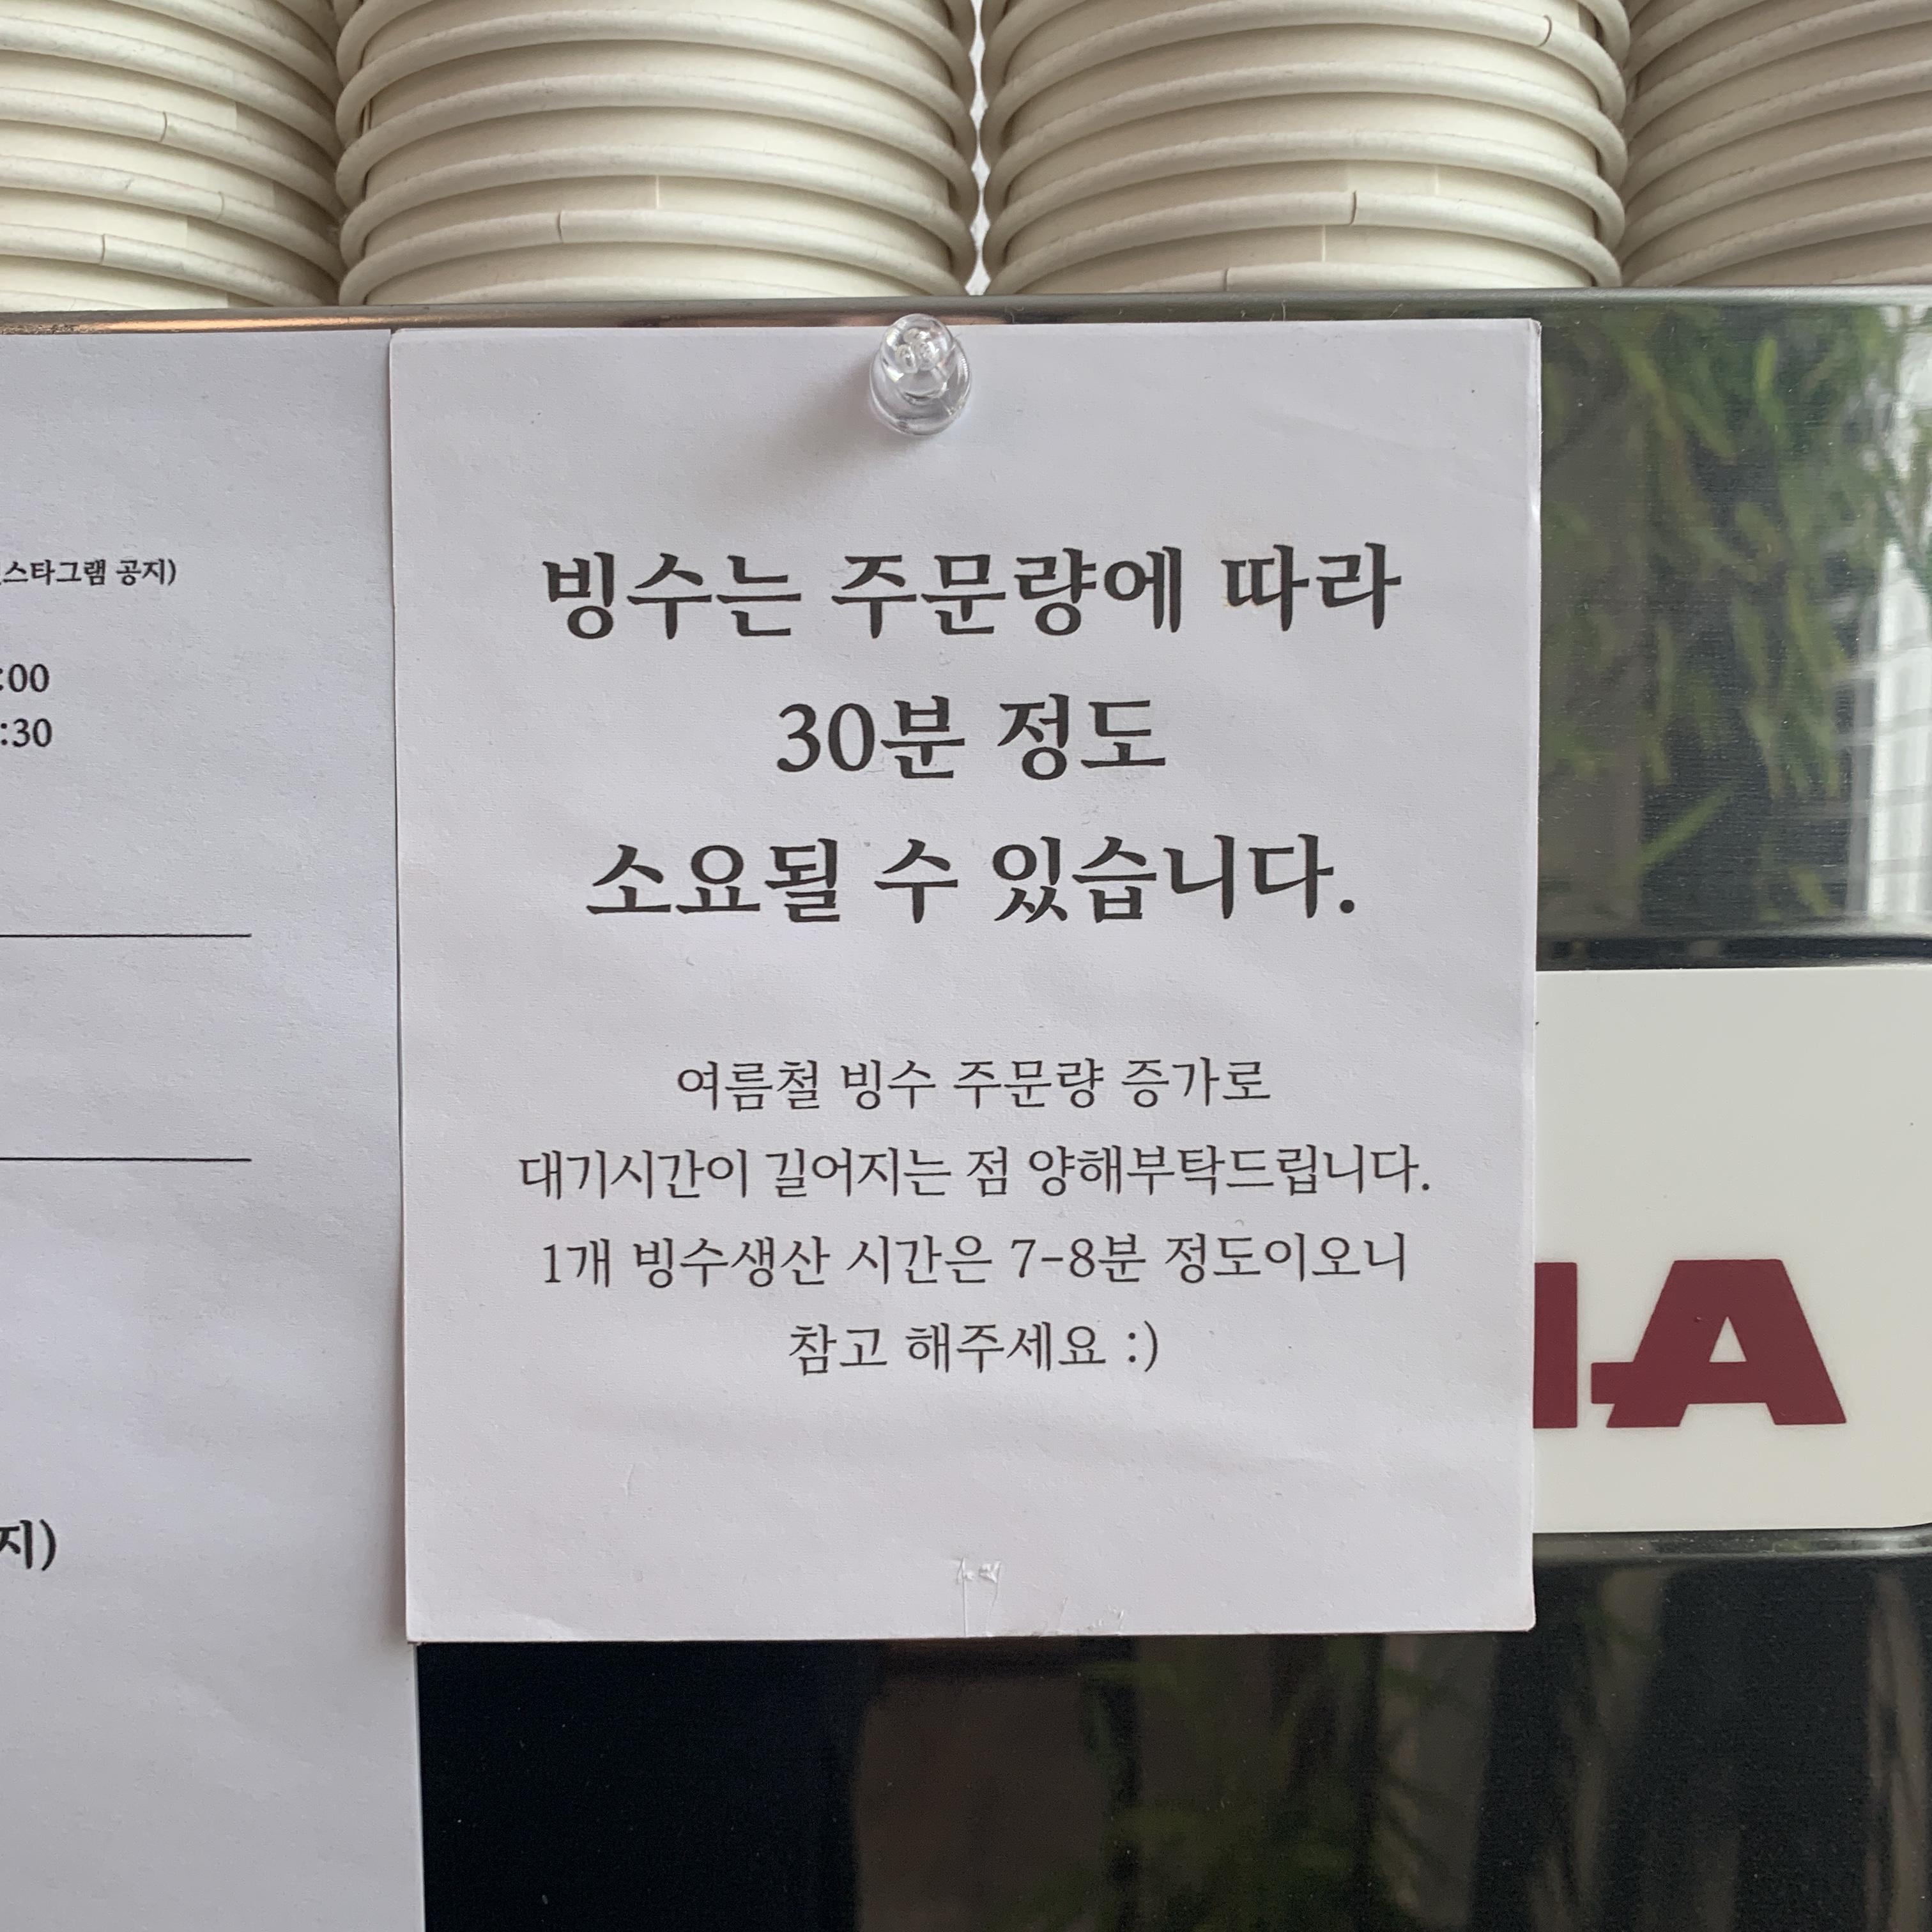 스타그램 공지)
:00
:30
지)
빙수는 주문량에 따라
30분 정도
소요될 수 있습니다.
여름철 빙수 주문량 증가로
대기시간이 길어지는 점 양해부탁드립니다.
1개 빙수생산 시간은 7-8분 정도이오니
참고 해주세요 :)
IA